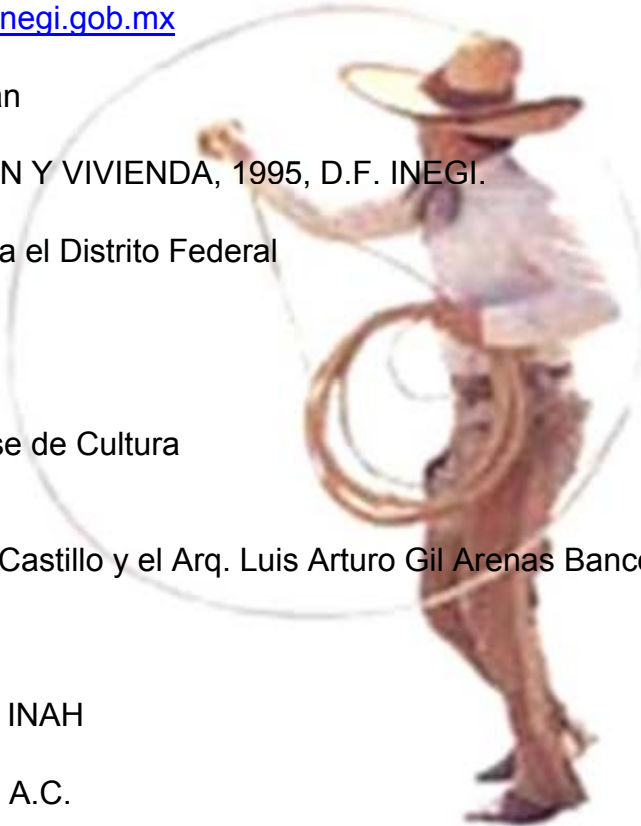 negi.gob.mx
N Y VIVIENDA, 1995, D.F. INEGI.
a el Distrito Federal
se de Cultura
Castillo y el Arq. Luis Arturo Gil Arenas Banco
INAH
A.C.